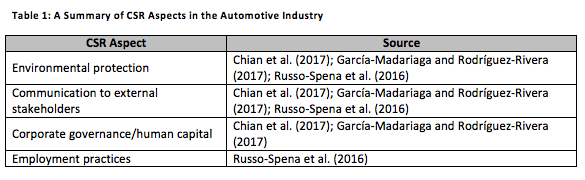 Table 1: A Summary of CSR Aspects in the Automotive Industry
CSR Aspect Source
Environmental protection Chian et al. (2017); García-Madariaga and Rodríguez-Rivera
(2017); Russo-Spena et al. (2016)
Communication to external Chian et al. (2017); García-Madariaga and Rodríguez-Rivera
stakeholders (2017); Russo-Spena et al. (2016)
Corporate governance/human capital Chian et al. (2017); García-Madariaga and Rodríguez-Rivera
(2017)
Employment practices Russo-Spena et al. (2016)